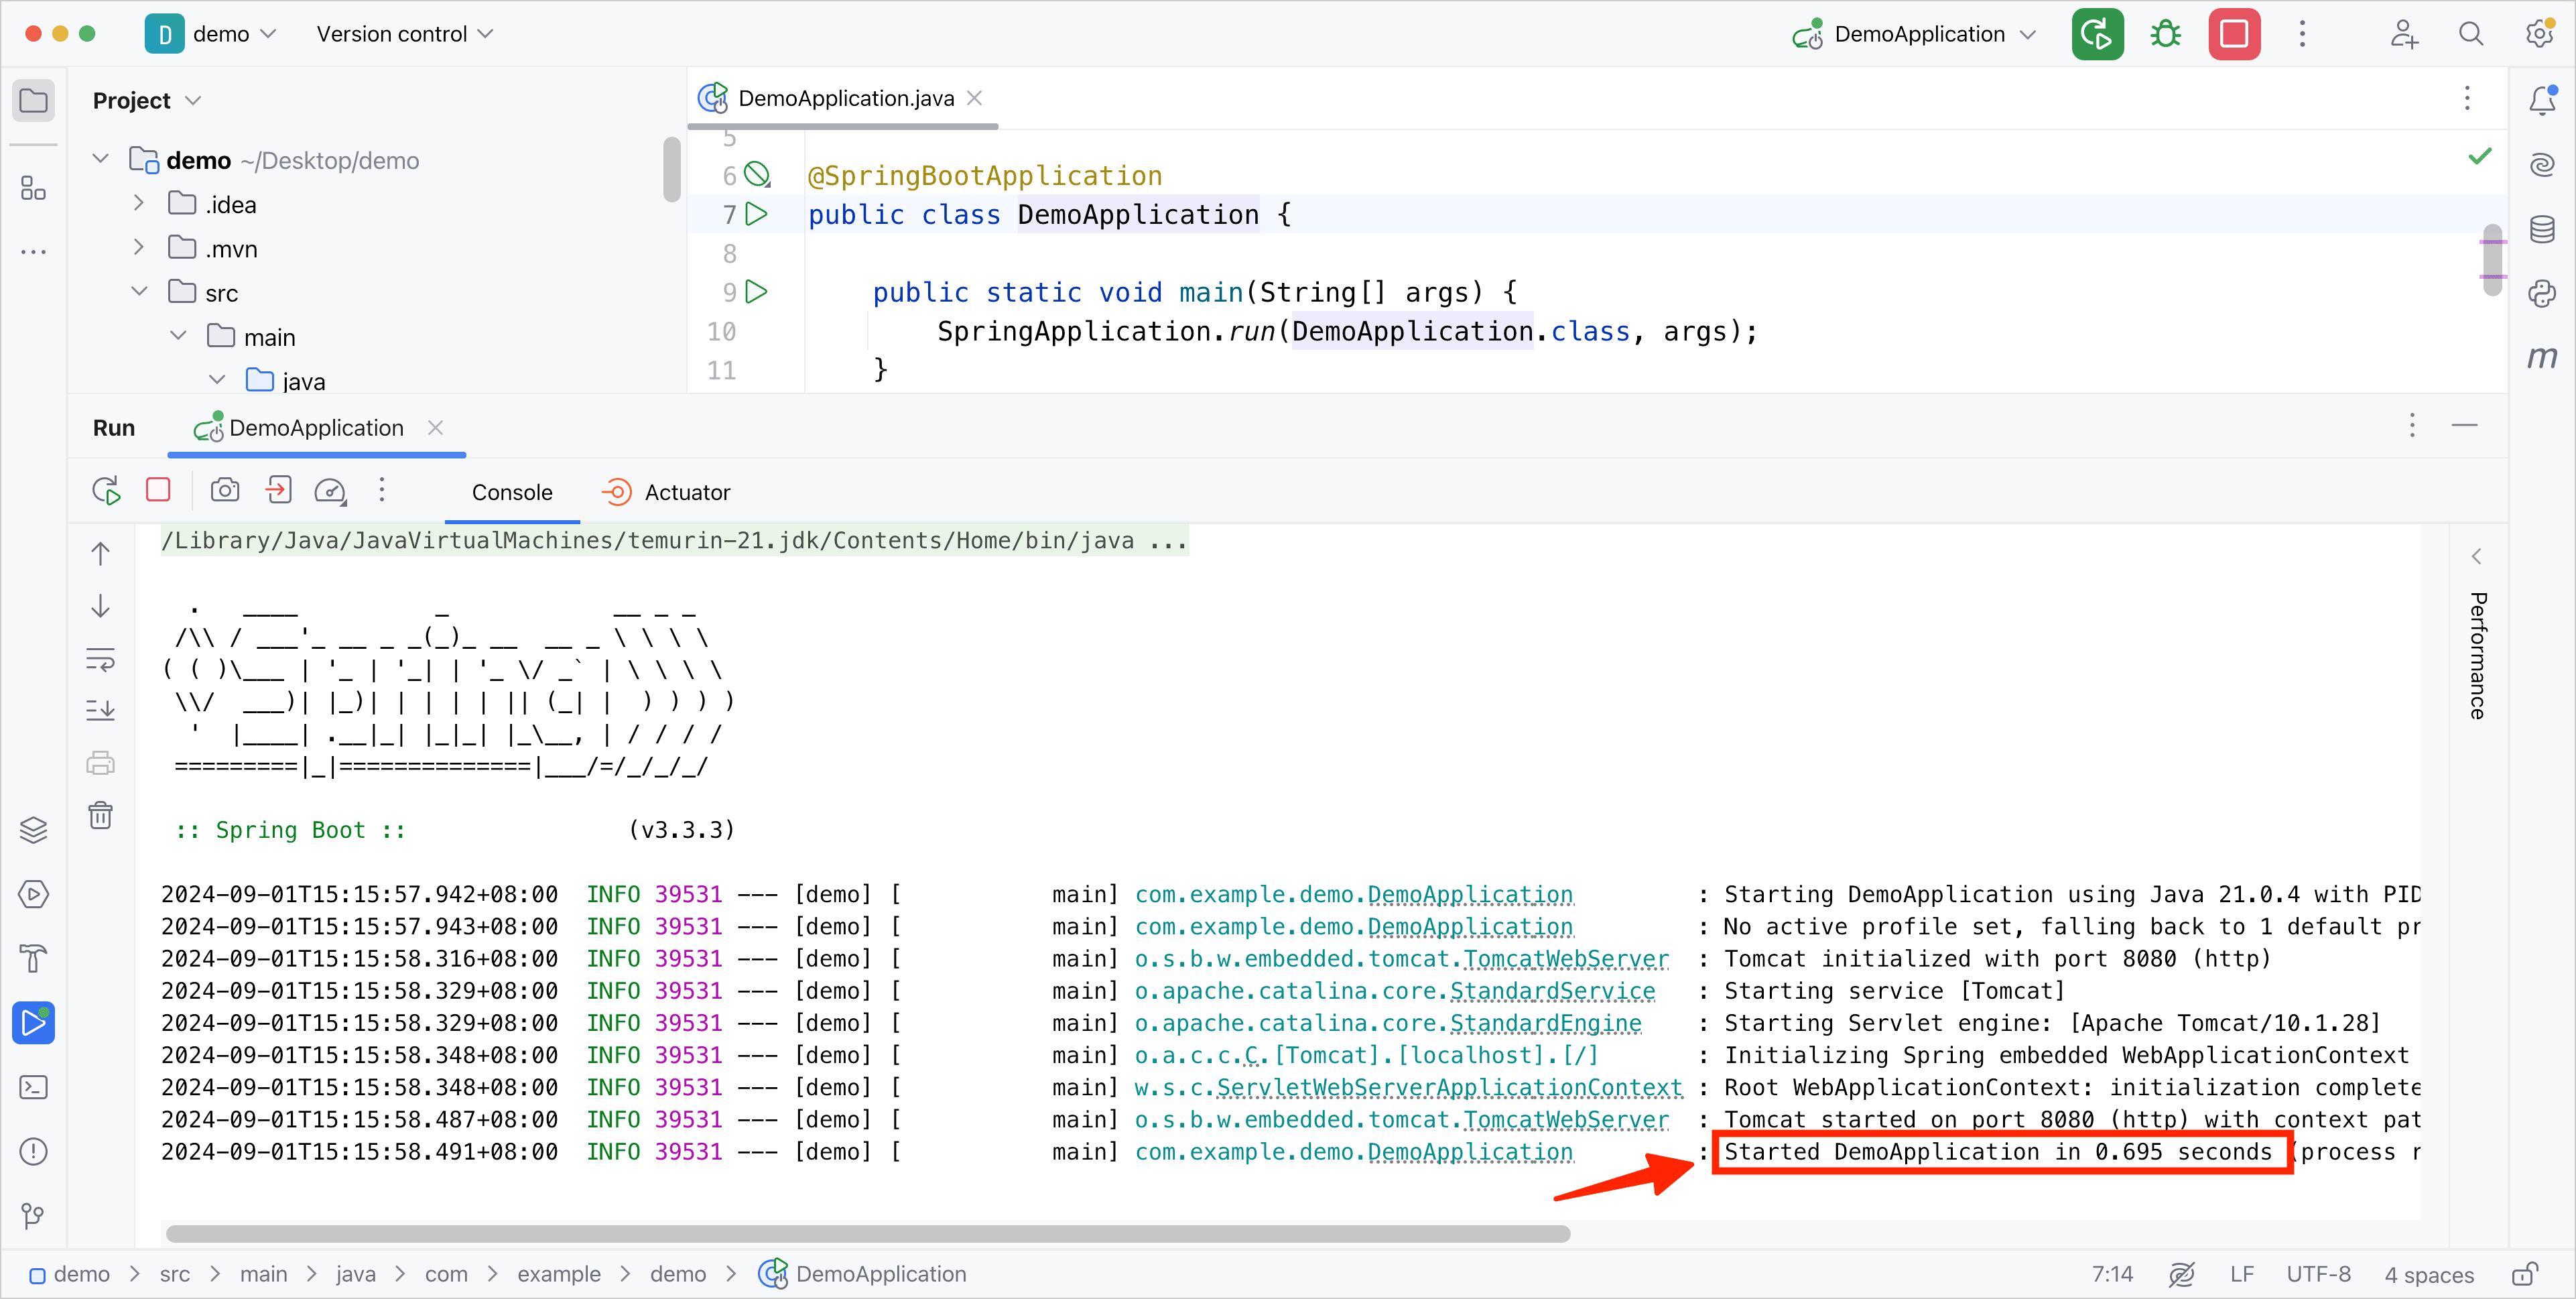 D demo Version control DemoApplication
Project
demo ~/Desktop/demo
.idea
.mvn
src
main
java
DemoApplication.java
5
6 @SpringBootApplication
7 public class DemoApplication {
8
9 public static void main(String[] args) {
10 SpringApplication.run(DemoApplication.class, args);
11 }
m
Run DemoApplication
Console Actuator
/Library/Java/JavaVirtualMachines/temurin-21.jdk/Contents/Home/bin/java ...
  .   ____          _            __ _ _
 /\\ / ___'_ __ _ _(_)_ __  __ _ \ \ \ \
( ( )\___ | '_ | '_| | '_ \/ _` | \ \ \ \
 \\/  ___)| |_)| | | | | || (_| |  ) ) ) )
  '  |____| .__|_| |_|_| |_\__, | / / / /
 =========|_|==============|___/=/_/_/_/
:: Spring Boot :: (v3.3.3)
2024-09-01T15:15:57.942+08:00 INFO 39531 --- [demo] [ main] com.example.demo.DemoApplication : Starting DemoApplication using Java 21.0.4 with PID
2024-09-01T15:15:57.943+08:00 INFO 39531 --- [demo] [ main] com.example.demo.DemoApplication : No active profile set, falling back to 1 default pr
2024-09-01T15:15:58.316+08:00 INFO 39531 --- [demo] [ main] o.s.b.w.embedded.tomcat.TomcatWebServer : Tomcat initialized with port 8080 (http)
2024-09-01T15:15:58.329+08:00 INFO 39531 --- [demo] [ main] o.apache.catalina.core.StandardService : Starting service [Tomcat]
2024-09-01T15:15:58.329+08:00 INFO 39531 --- [demo] [ main] o.apache.catalina.core.StandardEngine : Starting Servlet engine: [Apache Tomcat/10.1.28]
2024-09-01T15:15:58.348+08:00 INFO 39531 --- [demo] [ main] o.a.c.c.C.[Tomcat].[localhost].[/] : Initializing Spring embedded WebApplicationContext
2024-09-01T15:15:58.348+08:00 INFO 39531 --- [demo] [ main] w.s.c.ServletWebServerApplicationContext : Root WebApplicationContext: initialization complete
2024-09-01T15:15:58.487+08:00 INFO 39531 --- [demo] [ main] o.s.b.w.embedded.tomcat.TomcatWebServer : Tomcat started on port 8080 (http) with context pat
2024-09-01T15:15:58.491+08:00 INFO 39531 --- [demo] [ main] com.example.demo.DemoApplication : Started DemoApplication in 0.695 seconds (process r
Performance
demo > src > main > java > com > example > demo > DemoApplication
7:14 LF UTF-8 4 spaces